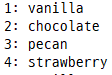 1: vanilla
2: chocolate
3: pecan
4: strawberry